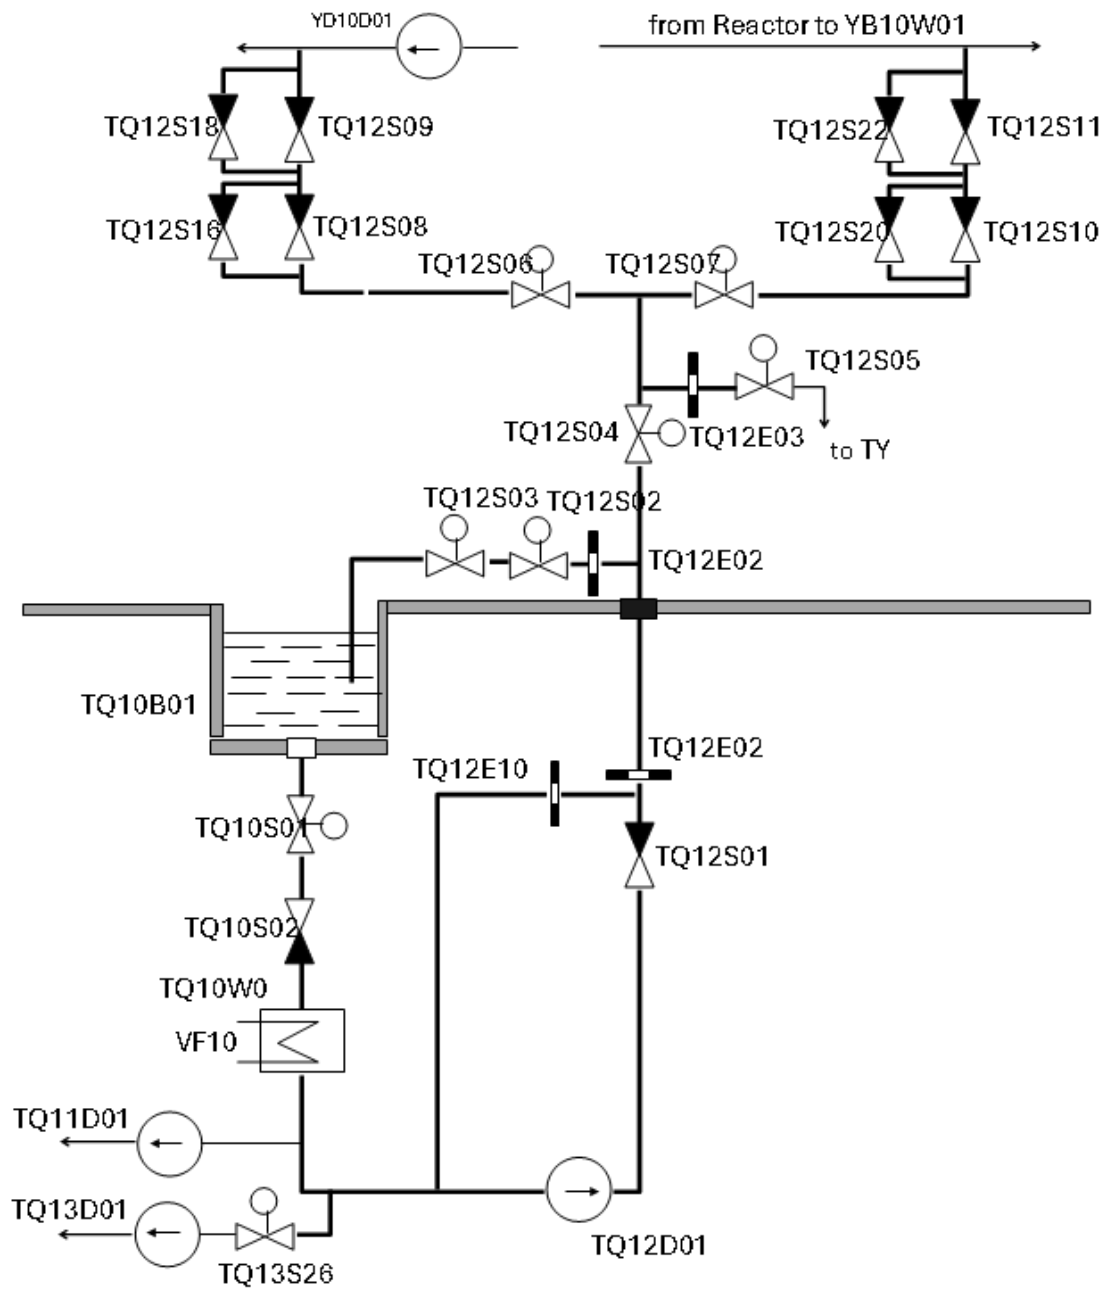 YD10D01
from Reactor to YB10W01
TQ12S18
TQ12S09
TQ12S22
TQ12S11
TQ12S16
TQ12S08
TQ12S20
TQ12S10
TQ12S06
TQ12S07
TQ12S05
TQ12S04
TQ12E03
to TY
TQ12S03
TQ12S02
TQ12E02
TQ10B01
TQ12E02
TQ12E10
TQ10S01
TQ12S01
TQ10S02
TQ10W0
VF10
TQ11D01
TQ13D01
TQ12D01
TQ13S26